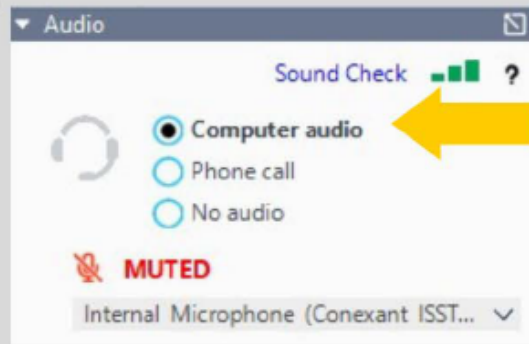 Audio
Sound Check ?
Computer audio
Phone call
No audio
MUTED
Internal Microphone (Conexant ISST...